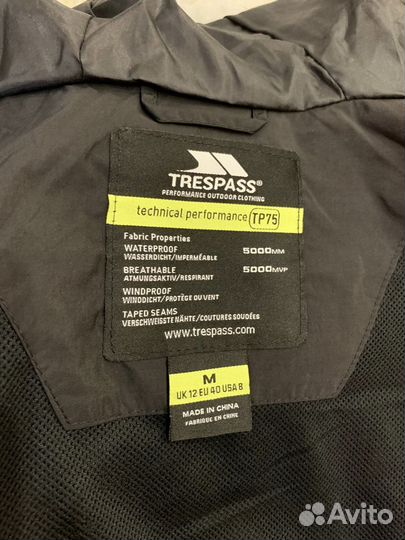 TRESPASS®
PERFORMANCE OUTDOOR CLOTHING
technical performance TP75
Fabric Properties
WATERPROOF 5000MM
WASSERDICHT/IMPERMÉABLE
BREATHABLE 5000MVP
ATMUNGSAKTIV/RESPIRANT
WINDPROOF
WINDDICHT/PROTÈGE DU VENT
TAPED SEAMS
VERSCHWEISSTE NÄHTE/COUTURES SOUDÉES
www.trespass.com
M
UK 12 EU 40 USA 8
MADE IN CHINA
FABRIQUE EN CHINE
Avito